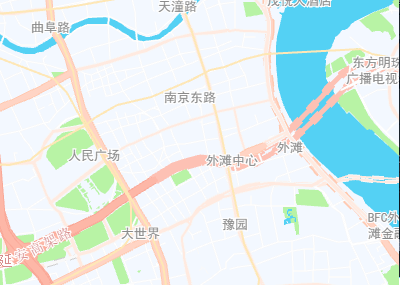 天潼路
茂悦大酒店
曲阜路
东方明珠
广播电视
南京东路
人民广场
外滩中心
外滩
豫园
BFC外
滩金融
大世界
延安高架路